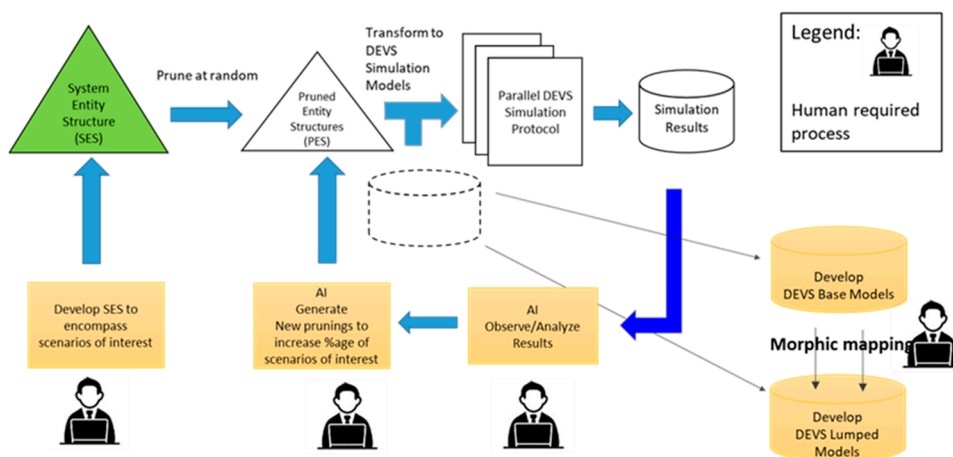 System
Entity
Structure
(SES)
Prune at random
Pruned
Entity
Structures
(PES)
Transform to
DEVS
Simulation
Models
Parallel DEVS
Simulation
Protocol
Simulation
Results
Legend:
Human required
process
Develop SES to
encompass
scenarios of interest
AI
Generate
New prunings to
increase %age of
scenarios of interest
AI
Observe/Analyze
Results
Develop
DEVS Base Models
Morphic mapping
Develop
DEVS Lumped
Models